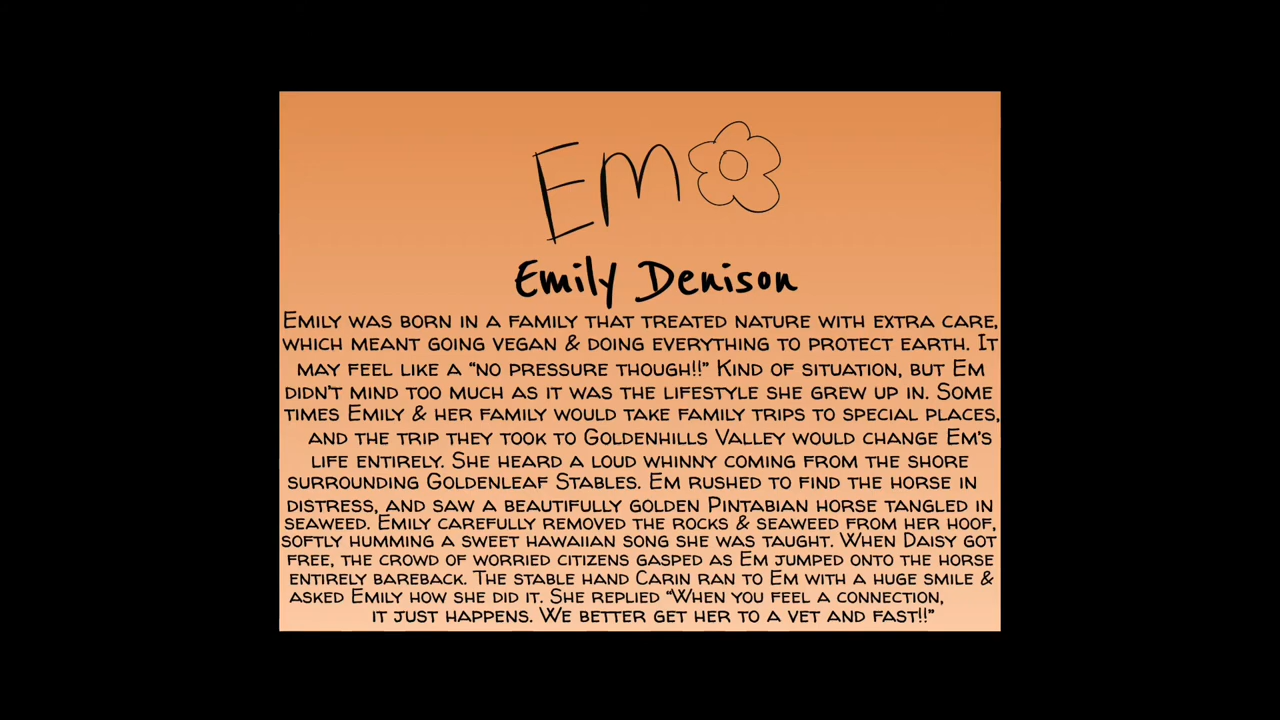 Em
Emily Denison
Emily was born in a family that treated nature with extra care,
which meant going vegan & doing everything to protect Earth. It
may feel like a “no pressure though!!” Kind of situation, but Em
didn't mind too much as it was the lifestyle she grew up in. Some
times Emily & her family would take family trips to special places,
and the trip they took to Goldenhills Valley would change Em's
life entirely. She heard a loud whinny coming from the shore
surrounding Goldenleaf Stables. Em rushed to find the horse in
distress, and saw a beautifully golden Pintabian horse tangled in
seaweed. Emily carefully removed the rocks & seaweed from her hoof,
softly humming a sweet Hawaiian song she was taught. When Daisy got
free, the crowd of worried citizens gasped as Em jumped onto the horse
entirely bareback. The stable hand Carin ran to Em with a huge smile &
asked Emily how she did it. She replied “When you feel a connection,
it just happens. We better get her to a vet and fast!!”